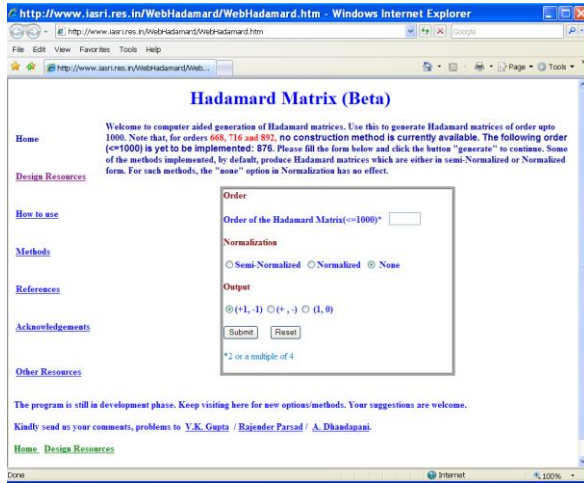 http://www.iasri.res.in/WebHadamard/WebHadamard.htm - Windows Internet Explorer
http://www.iasri.res.in/WebHadamard/WebHadamard.htm
Google
File Edit View Favorites Tools Help
http://www.iasri.res.in/WebHadamard/Web...
Page Tools
Hadamard Matrix (Beta)
Home
Design Resources
How to use
Methods
References
Acknowledgements
Other Resources
Welcome to computer aided generation of Hadamard matrices. Use this to generate Hadamard matrices of order upto
1000. Note that, for orders 668, 716 and 892, no construction method is currently available. The following order
(<=1000) is yet to be implemented: 876. Please fill the form below and click the button "generate" to continue. Some
of the methods implemented, by default, produce Hadamard matrices which are either in semi-Normalized or Normalized
form. For such methods, the "none" option in Normalization has no effect.
Order
Order of the Hadamard Matrix(<=1000)*
Normalization
Semi-Normalized Normalized None
Output
(+1, -1) (+ , -) (1, 0)
Submit Reset
*2 or a multiple of 4
The program is still in development phase. Keep visiting here for new options/methods. Your suggestions are welcome.
Kindly send us your comments, problems to V.K. Gupta / Rajender Parsad / A. Dhandapani.
Home Design Resources
Done
Internet
100%